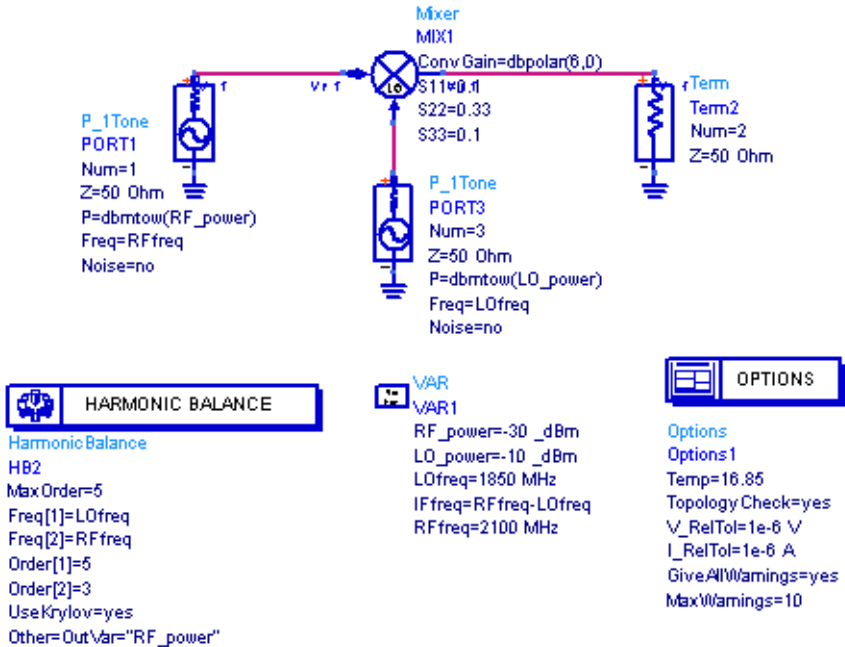 Mixer
MIX1
ConvGain=dbpolar(6,0)
S11=0.1
S22=0.33
S33=0.1
LO
P_1Tone
PORT1
Num=1
Z=50 Ohm
P=dbmtow(RF_power)
Freq=RFfreq
Noise=no
P_1Tone
PORT3
Num=3
Z=50 Ohm
P=dbmtow(LO_power)
Freq=LOfreq
Noise=no
Term
Term2
Num=2
Z=50 Ohm
HARMONIC BALANCE
HarmonicBalance
HB2
MaxOrder=5
Freq[1]=LOfreq
Freq[2]=RFfreq
Order[1]=5
Order[2]=3
UseKrylov=yes
Other=OutVar="RF_power"
VAR
VAR1
RF_power=-30 _dBm
LO_power=-10 _dBm
LOfreq=1850 MHz
IFfreq=RFfreq-LOfreq
RFfreq=2100 MHz
OPTIONS
Options
Options1
Temp=16.85
TopologyCheck=yes
V_RelTol=1e-6 V
I_RelTol=1e-6 A
GiveAllWarnings=yes
MaxWarnings=10